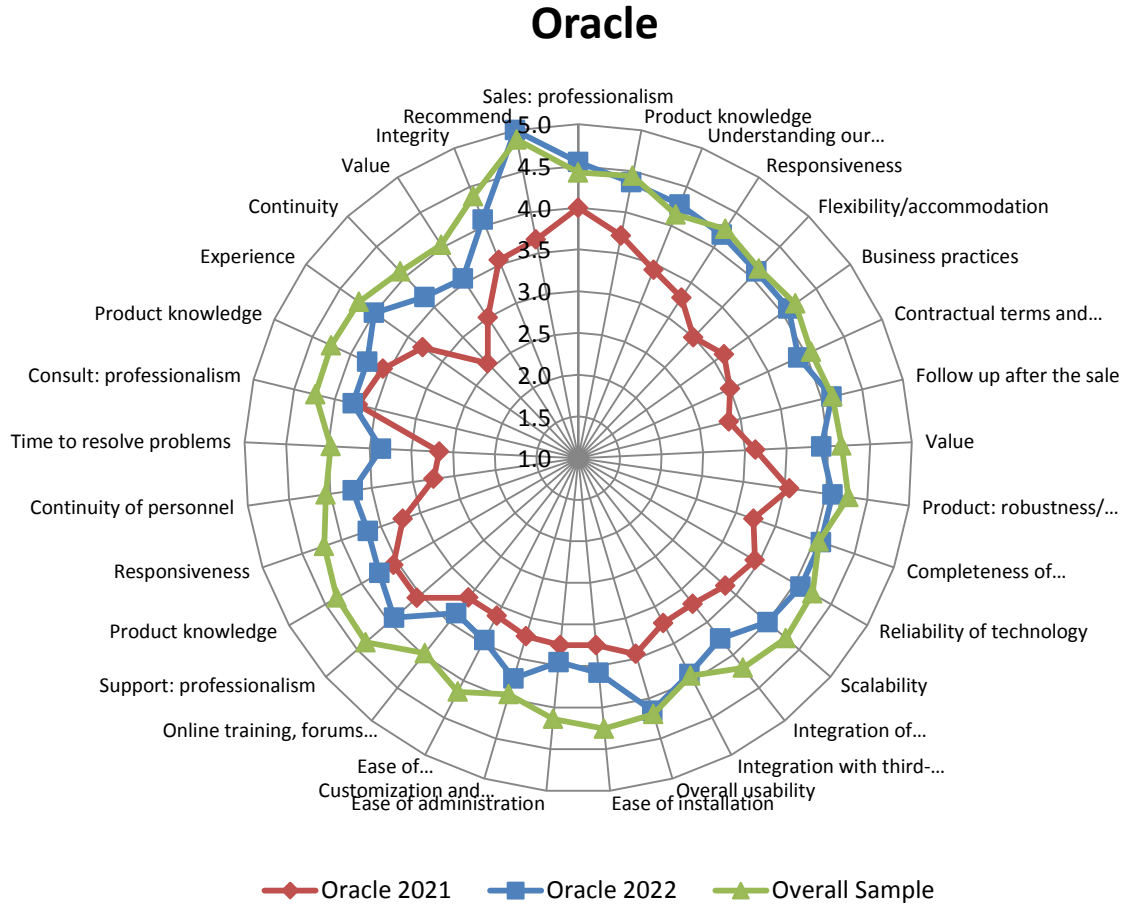 Oracle
Sales: professionalism
Product knowledge
Understanding our...
Responsiveness
Flexibility/accommodation
Business practices
Contractual terms and...
Follow up after the sale
Value
Product: robustness/...
Completeness of...
Reliability of technology
Scalability
Integration of...
Integration with third-...
Overall usability
Ease of installation
Ease of administration
Customization and...
Ease of...
Online training, forums...
Support: professionalism
Product knowledge
Responsiveness
Continuity of personnel
Time to resolve problems
Consult: professionalism
Product knowledge
Experience
Continuity
Value
Integrity
Recommend
5.0
4.5
4.0
3.5
3.0
2.5
2.0
1.5
1.0
Oracle 2021
Oracle 2022
Overall Sample